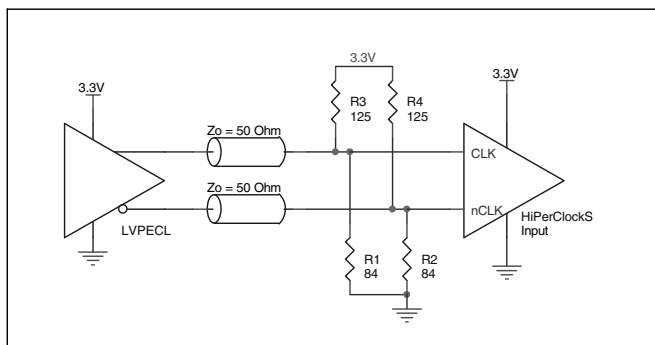 3.3V
3.3V
3.3V
R3
125
R4
125
Zo = 50 Ohm
CLK
Zo = 50 Ohm
nCLK
HiPerClockS
Input
LVPECL
R1
84
R2
84